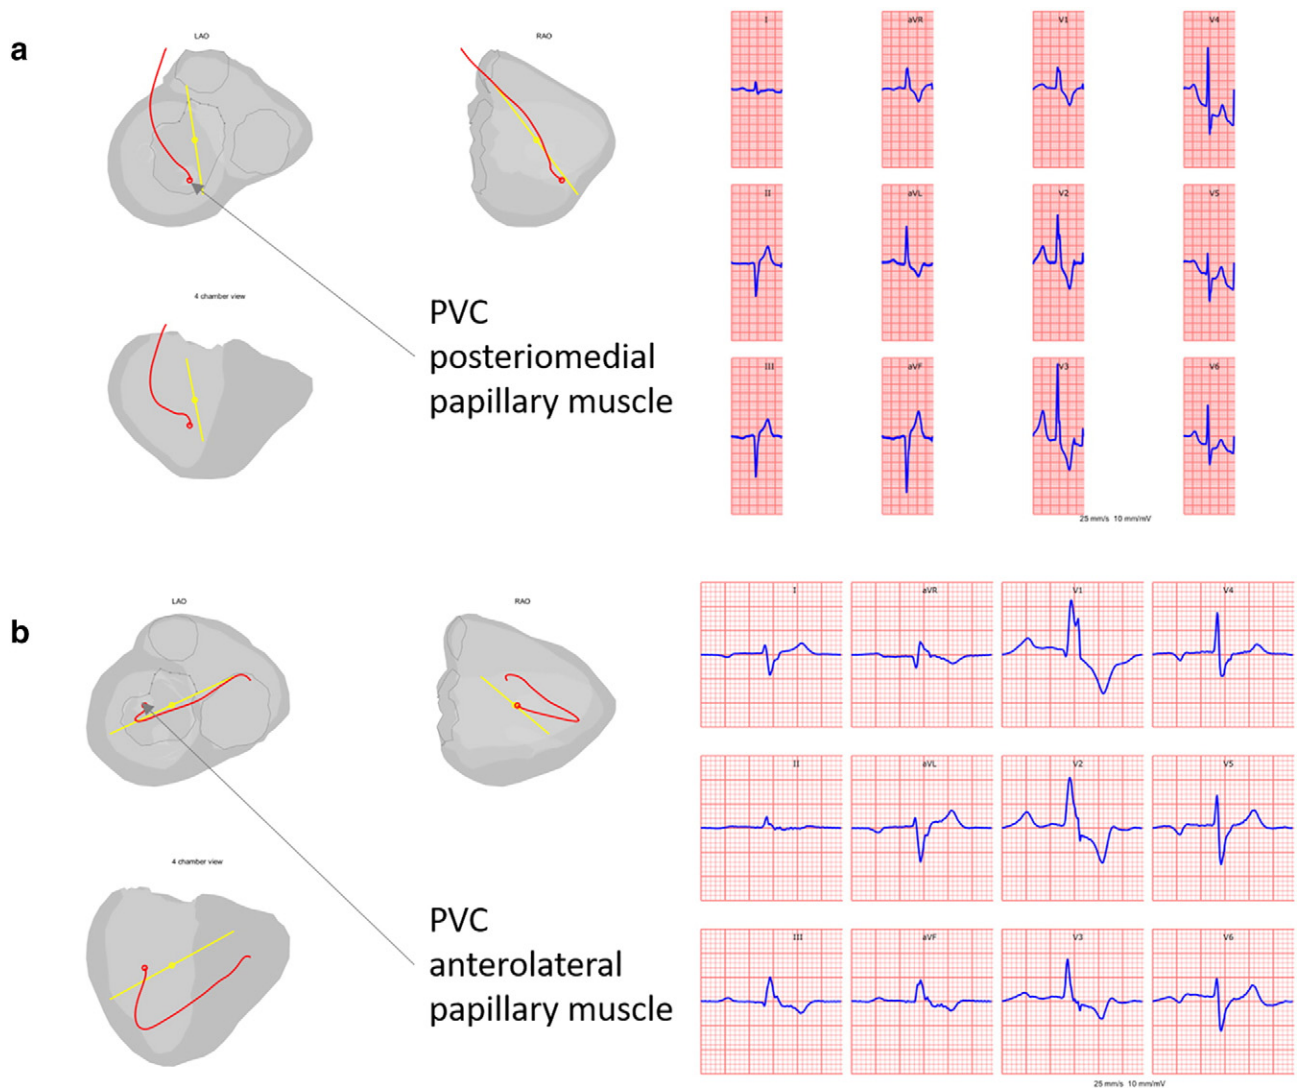 a
LAO
RAO
I
aVR
V1
V4
II
aVL
V2
V5
III
aVF
V3
V6
4 chamber view
PVC
posteriomedial
papillary muscle
25 mm/s 10 mm/mV
b
LAO
RAO
I
aVR
V1
V4
II
aVL
V2
V5
III
aVF
V3
V6
4 chamber view
PVC
anterolateral
papillary muscle
25 mm/s 10 mm/mV